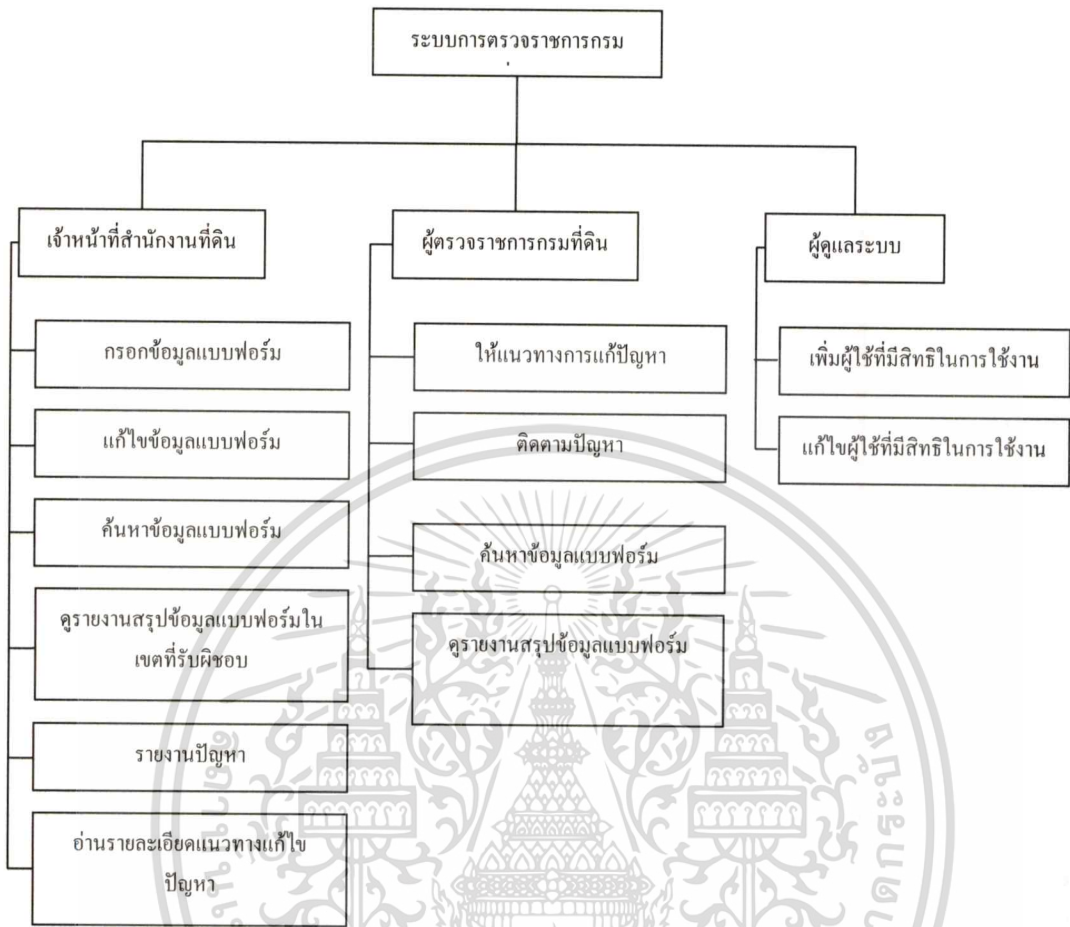 ระบบการตรวจราชการกรม
เจ้าหน้าที่สำนักงานที่ดิน
กรอกข้อมูลแบบฟอร์ม
แก้ไขข้อมูลแบบฟอร์ม
ค้นหาข้อมูลแบบฟอร์ม
ดูรายงานสรุปข้อมูลแบบฟอร์มใน
เขตที่รับผิชอบ
รายงานปัญหา
อ่านรายละเอียดแนวทางแก้ไข
ปัญหา
ผู้ตรวจราชการกรมที่ดิน
ให้แนวทางการแก้ปัญหา
ติดตามปัญหา
ค้นหาข้อมูลแบบฟอร์ม
ดูรายงานสรุปข้อมูลแบบฟอร์ม
ผู้ดูแลระบบ
เพิ่มผู้ใช้ที่มีสิทธิในการใช้งาน
แก้ไขผู้ใช้ที่มีสิทธิในการใช้งาน